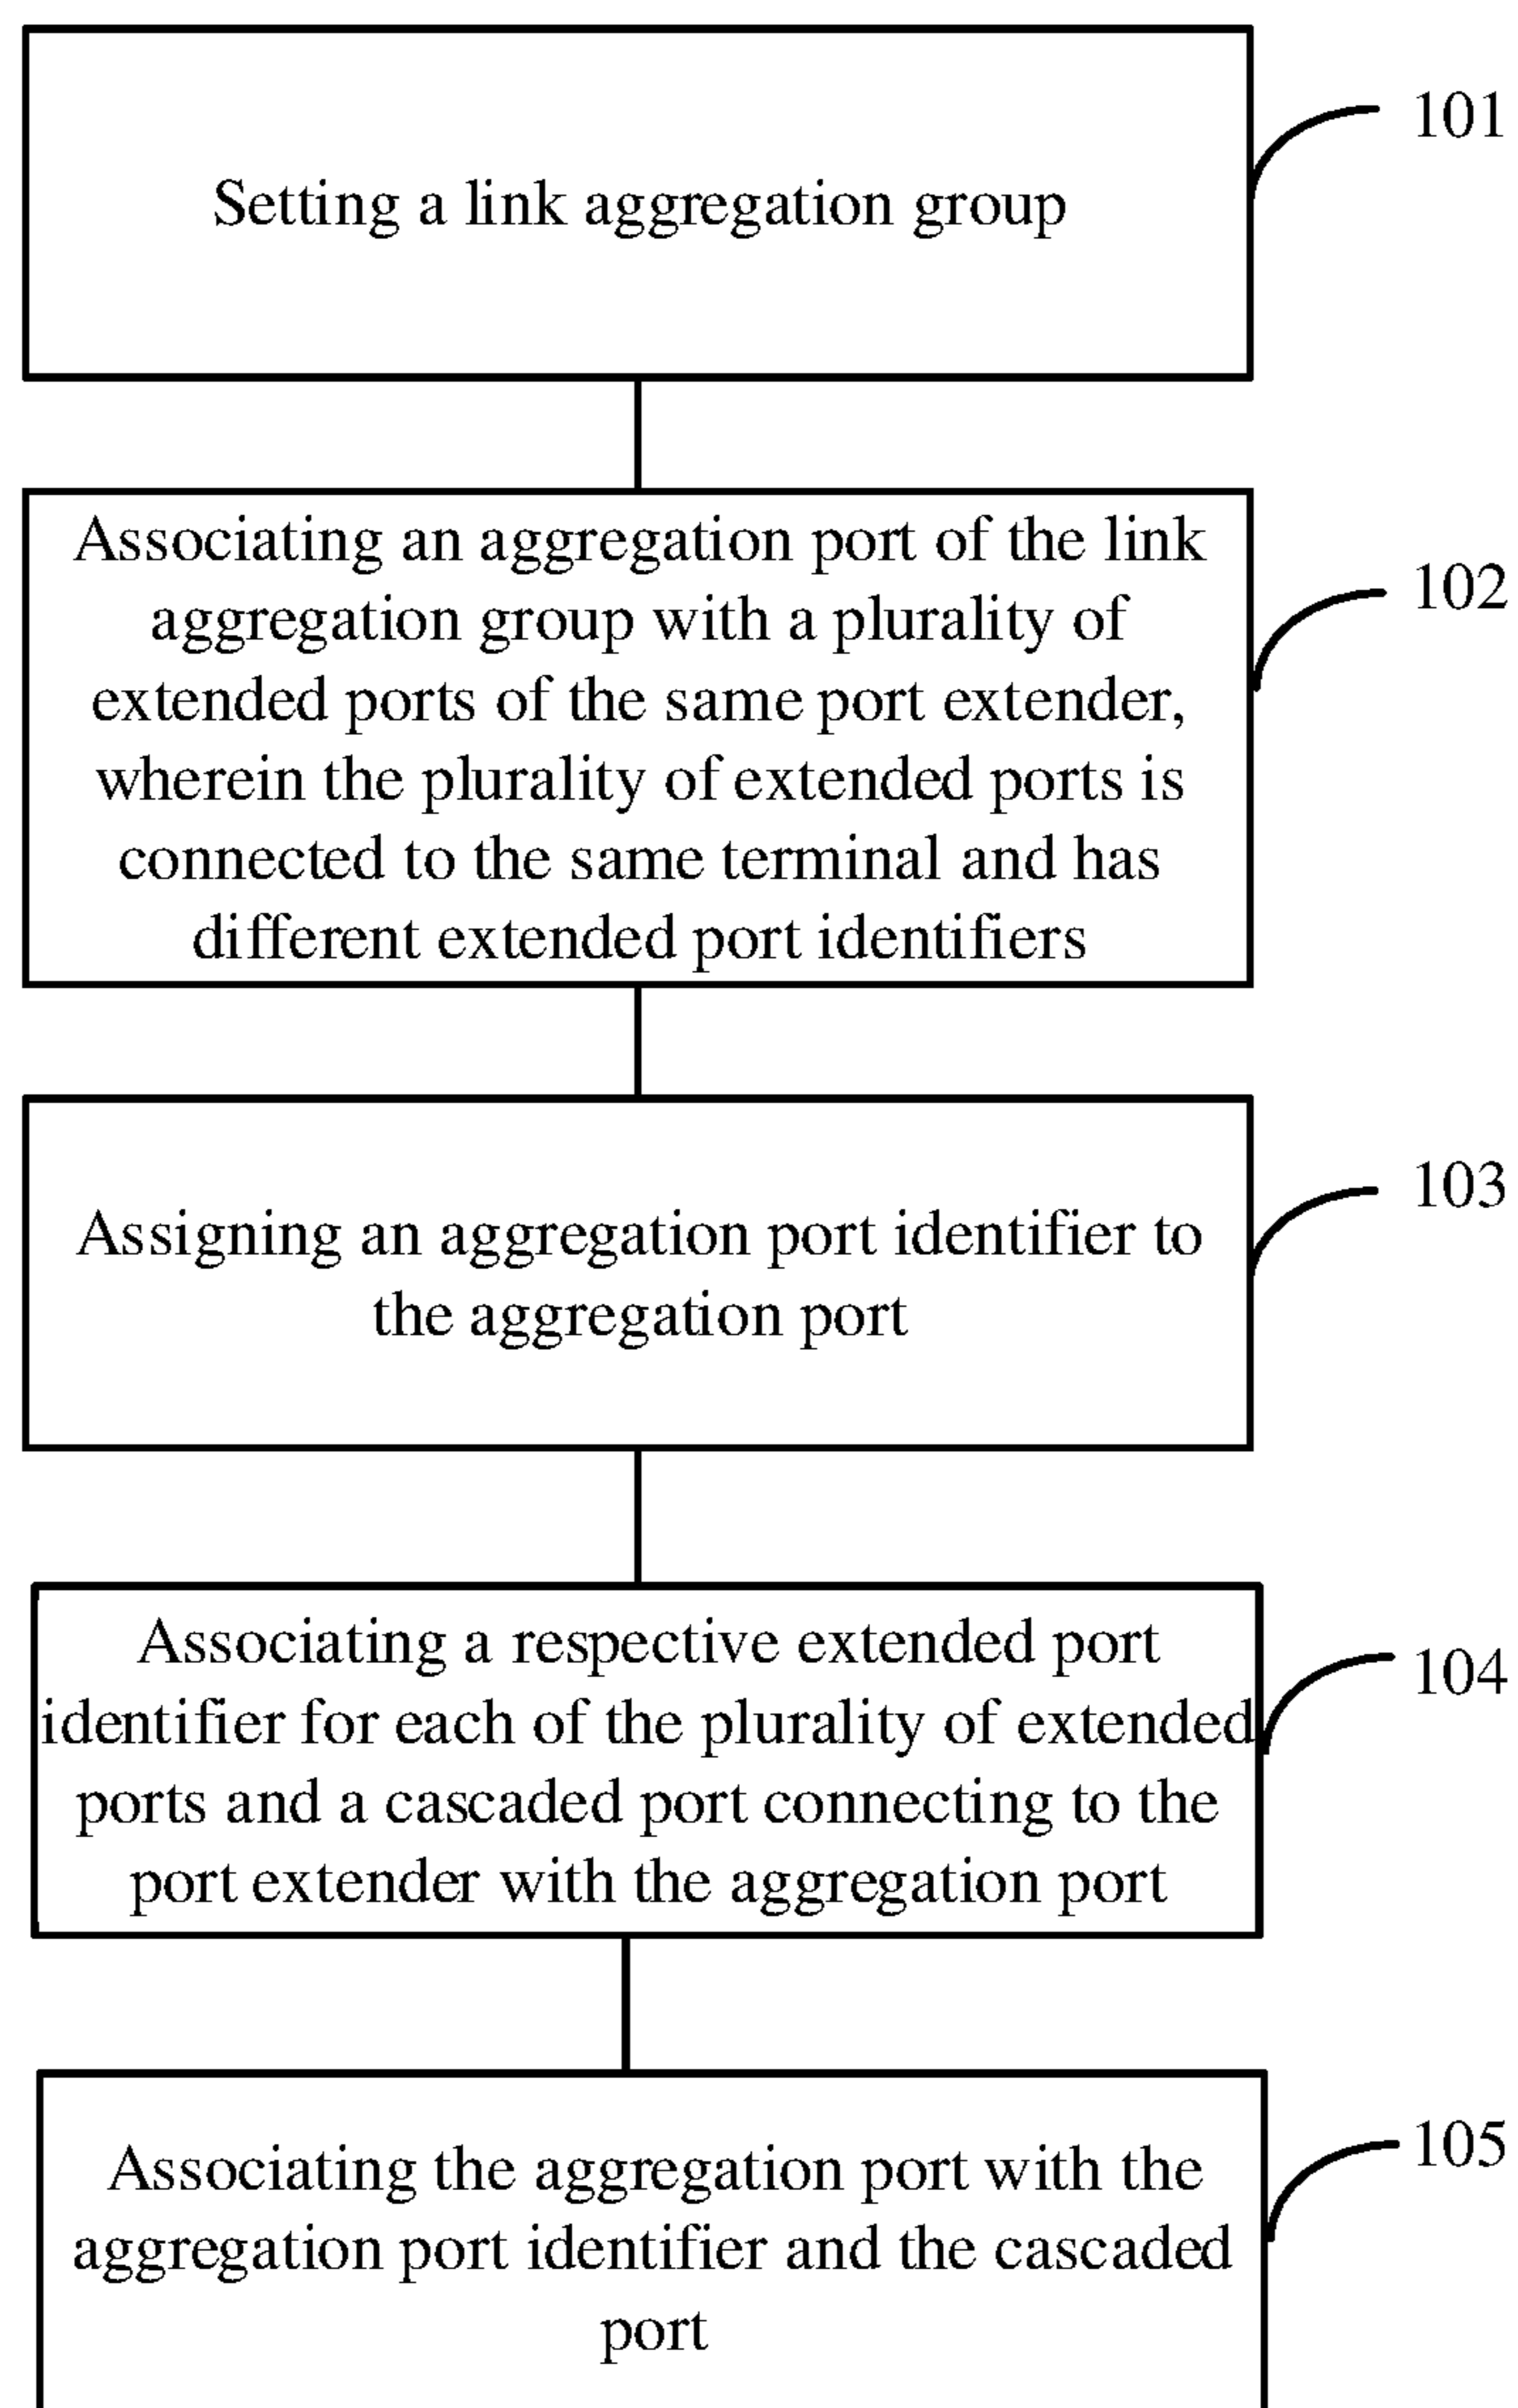 101
Setting a link aggregation group
Associating an aggregation port of the link
102
aggregation group with a plurality of
extended ports of the same port extender,
wherein the plurality of extended ports is
connected to the same terminal and has
different extended port identifiers
103
Assigning an aggregation port identifier to
the aggregation port
Associating a respective extended port
104
identifier for each of the plurality of extended
ports and a cascaded port connecting to the
port extender with the aggregation port
105
Associating the aggregation port with the
aggregation port identifier and the cascaded
port